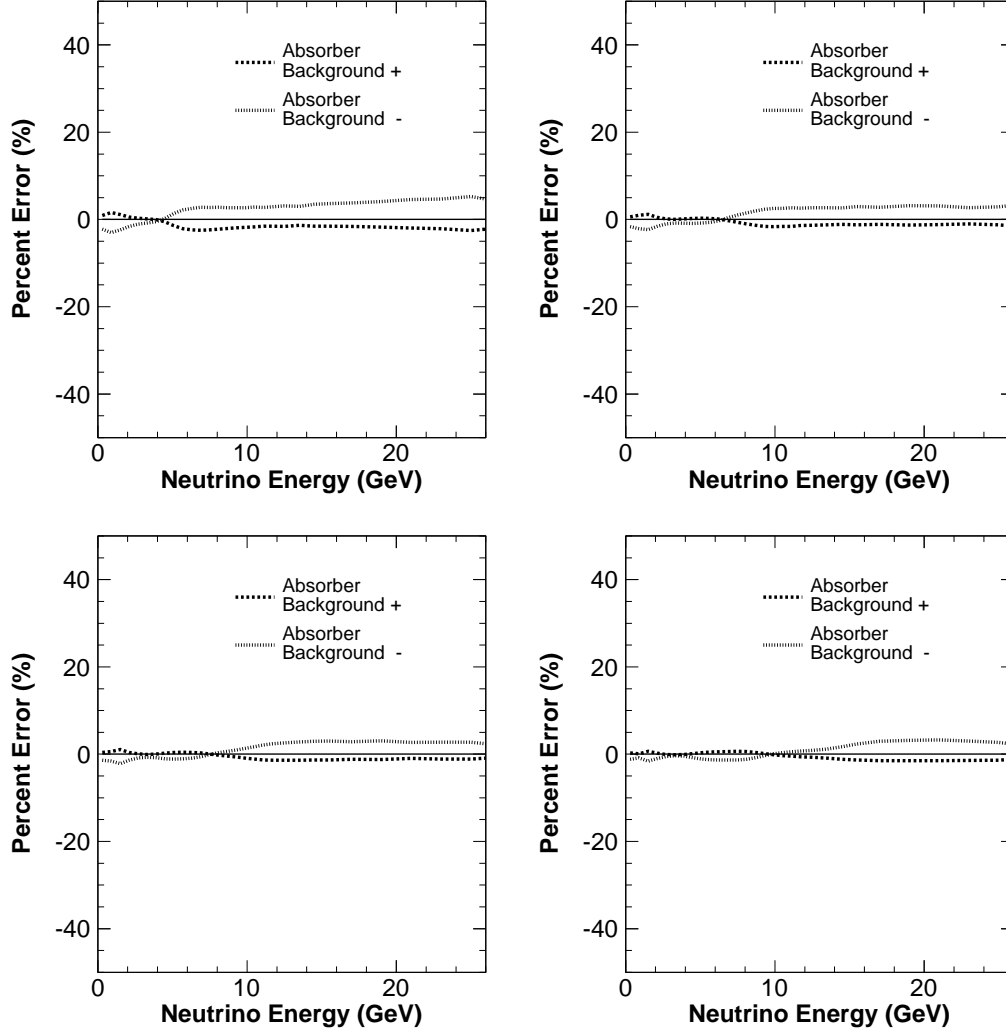 Percent Error (%)
40
20
0
-20
-40
Absorber
Background +
Absorber
Background -
0 10 20
Neutrino Energy (GeV)
Percent Error (%)
40
20
0
-20
-40
Absorber
Background +
Absorber
Background -
0 10 20
Neutrino Energy (GeV)
Percent Error (%)
40
20
0
-20
-40
Absorber
Background +
Absorber
Background -
0 10 20
Neutrino Energy (GeV)
Percent Error (%)
40
20
0
-20
-40
Absorber
Background +
Absorber
Background -
0 10 20
Neutrino Energy (GeV)